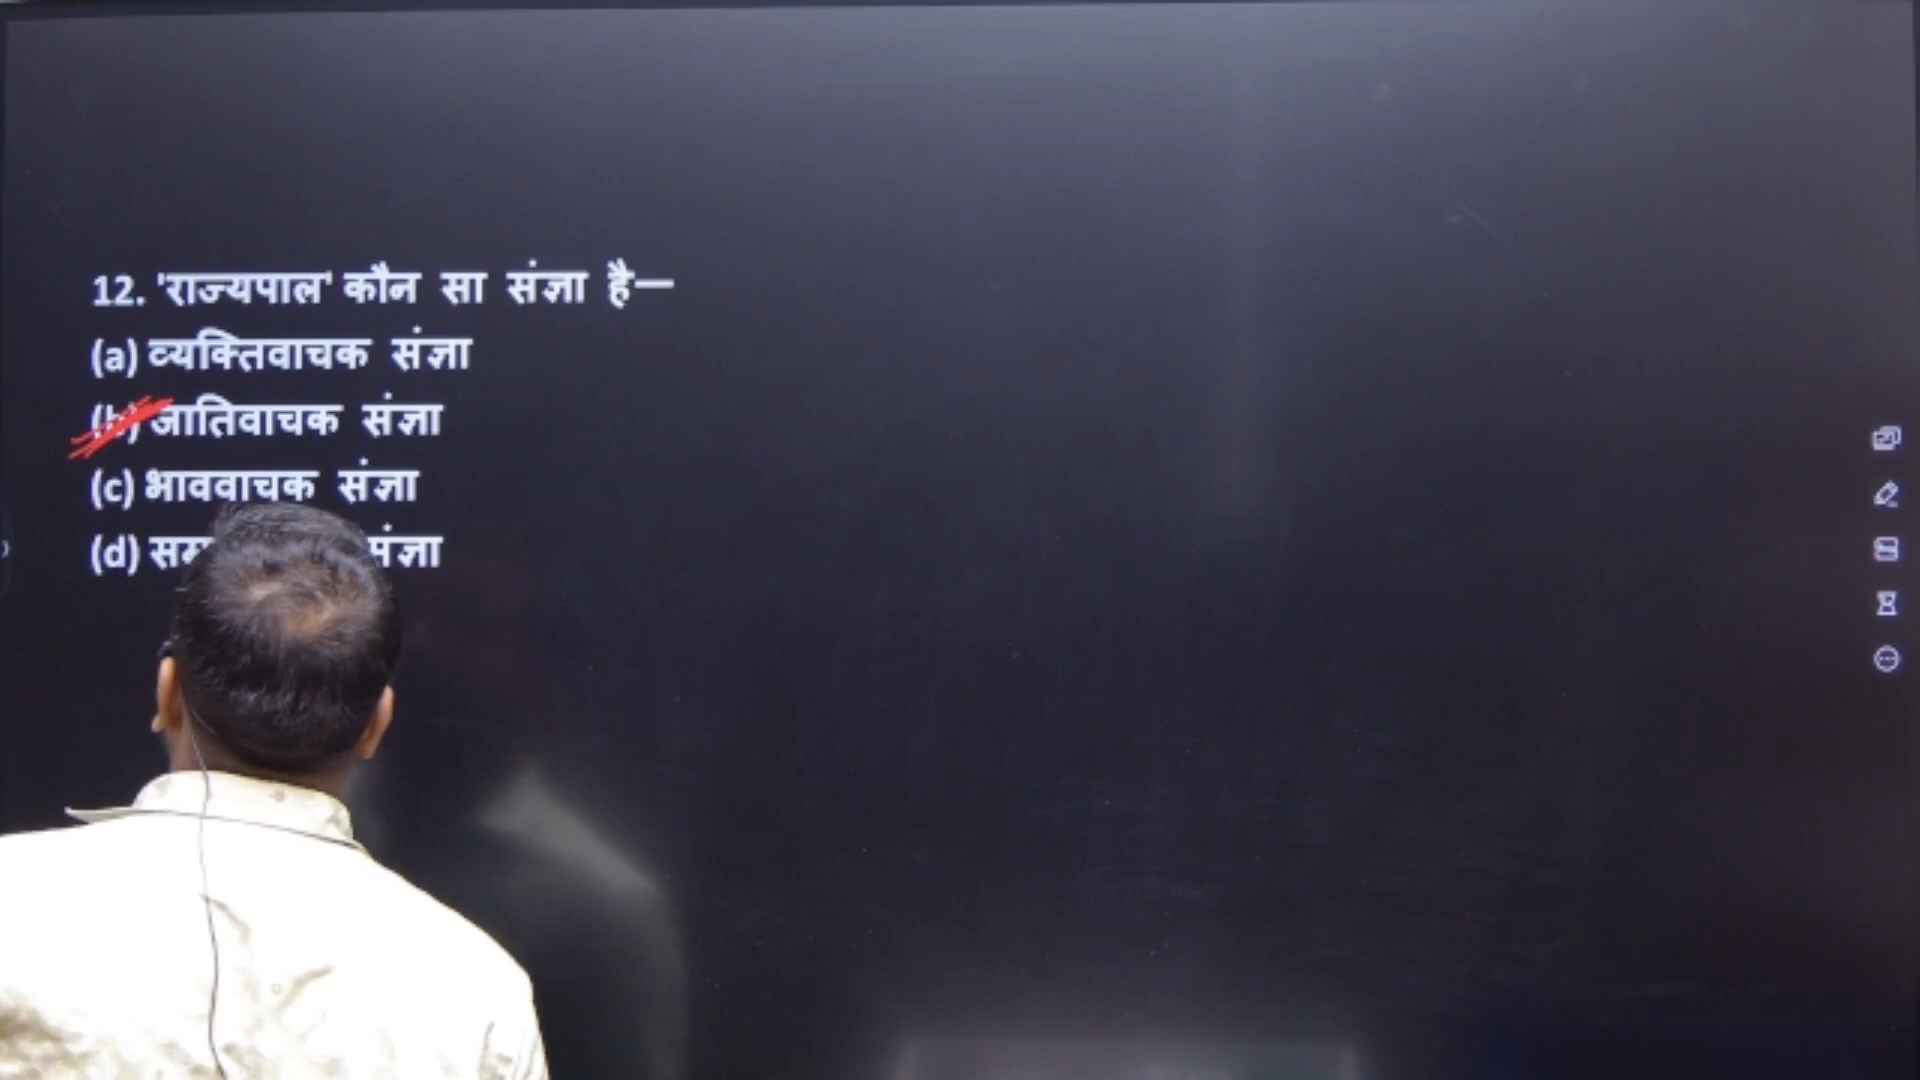 12. 'राज्यपाल' कौन सा संज्ञा है—
(a) व्यक्तिवाचक संज्ञा
(b) जातिवाचक संज्ञा
(c) भाववाचक संज्ञा
(d) संज्ञा